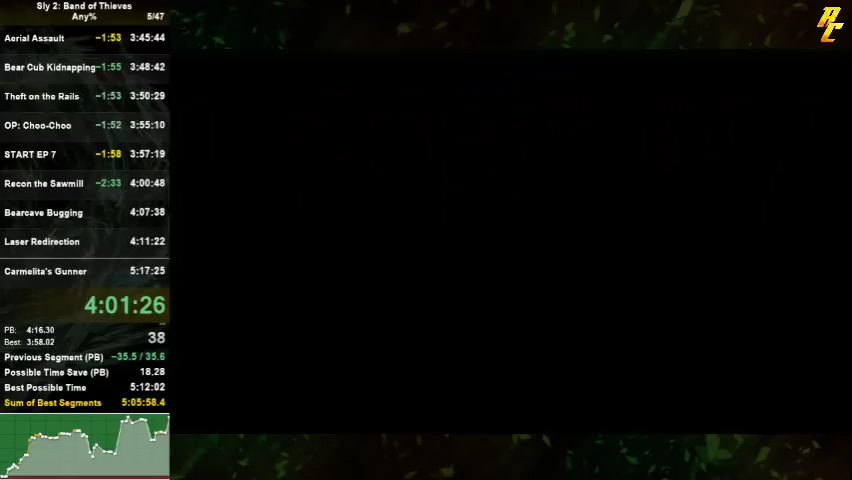 Sly 2: Band of Thieves
Any% 5/47
Aerial Assault -1:53 3:45:44
Bear Cub Kidnapping -1:55 3:48:42
Theft on the Rails -1:53 3:50:29
OP: Choo-Choo -1:52 3:55:10
START EP 7 -1:58 3:57:19
Recon the Sawmill -2:33 4:00:48
Bearcave Bugging 4:07:38
Laser Redirection 4:11:22
Carmelita's Gunner 5:17:25
4:01:26
PB: 4:16.30
Best: 3:58.02
38
Previous Segment (PB) -35.5 / 35.6
Possible Time Save (PB) 18.28
Best Possible Time 5:12:02
Sum of Best Segments 5:05:58.4